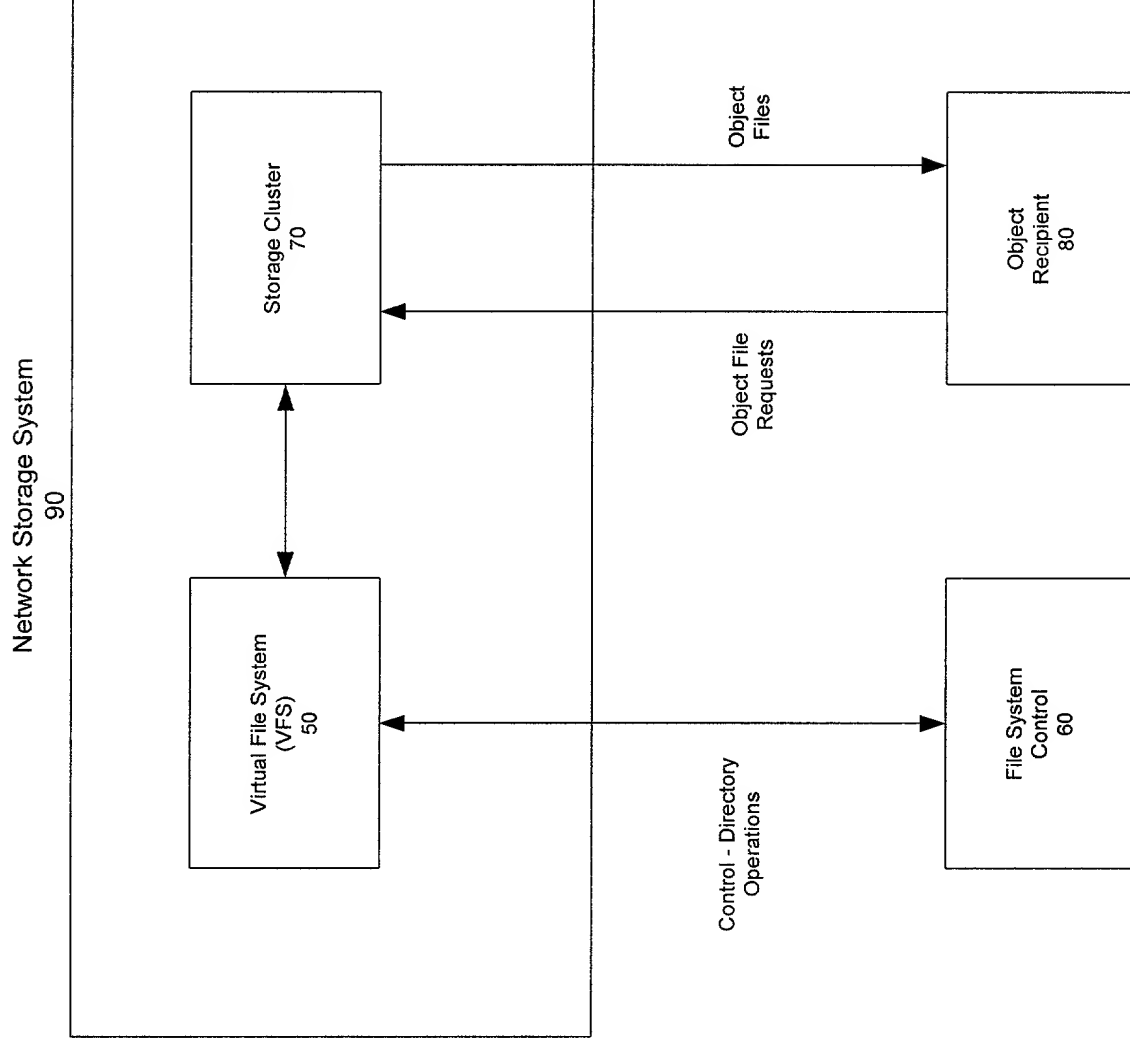 Network Storage System
90
Virtual File System
(VFS)
50
Storage Cluster
70
Control - Directory
Operations
Object File
Requests
Object
Files
File System
Control
60
Object
Recipient
80